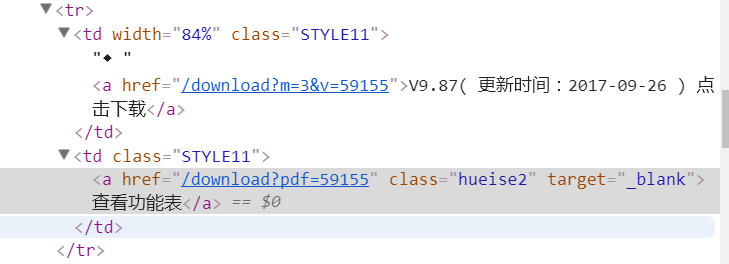 ▼<tr>
▼<td width="84%" class="STYLE11">
"◆ "
<a href="/download?m=3&v=59155">V9.87( 更新时间：2017-09-26 ) 点
击下载</a>
</td>
▼<td class="STYLE11">
<a href="/download?pdf=59155" class="hueise2" target="_blank">
查看功能表</a> == $0
</td>
</tr>